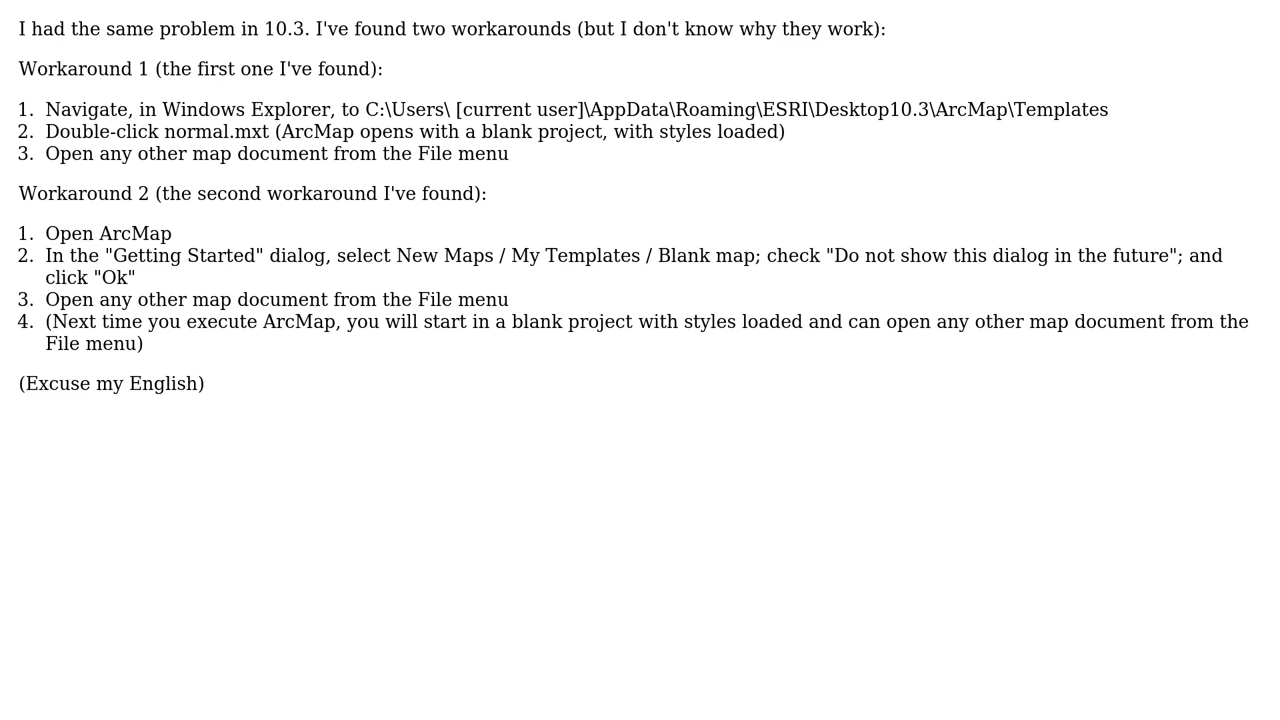 I had the same problem in 10.3. I've found two workarounds (but I don't know why they work):
Workaround 1 (the first one I've found):
1. Navigate, in Windows Explorer, to C:\Users\ [current user]\AppData\Roaming\ESRI\Desktop10.3\ArcMap\Templates
2. Double-click normal.mxt (ArcMap opens with a blank project, with styles loaded)
3. Open any other map document from the File menu
Workaround 2 (the second workaround I've found):
1. Open ArcMap
2. In the "Getting Started" dialog, select New Maps / My Templates / Blank map; check "Do not show this dialog in the future"; and
click "Ok"
3. Open any other map document from the File menu
4. (Next time you execute ArcMap, you will start in a blank project with styles loaded and can open any other map document from the
File menu)
(Excuse my English)